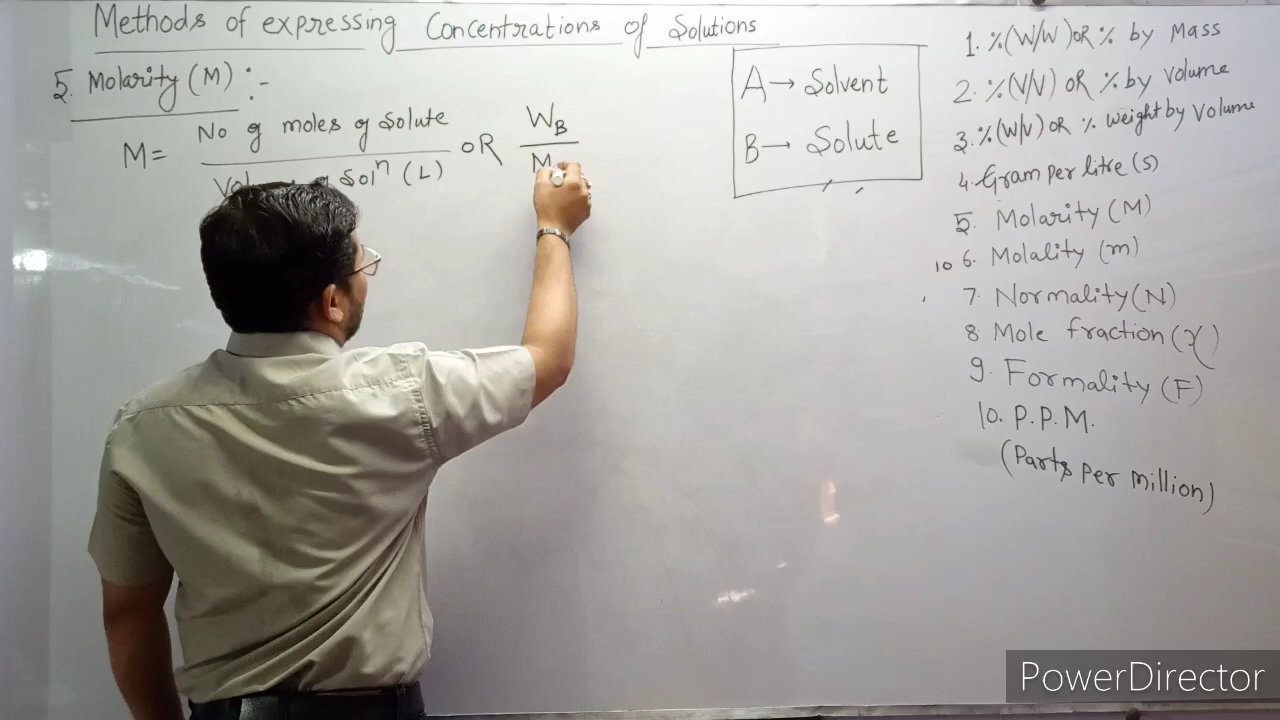 Methods of expressing Concentrations of Solutions
5. Molarity (M) :-
M= No of moles of Solute
of Solⁿ (L)
OR W_B
M
A → Solvent
B → Solute
1. %(W/W) OR % by Mass
2. %(V/V) OR % by Volume
3. %(W/V) OR % weight by Volume
4. Gram per litre (s)
5. Molarity (M)
10 6. Molality (m)
7. Normality (N)
8 Mole fraction (χ)
9. Formality (F)
10. P.P.M.
(Parts Per Million)
PowerDirector